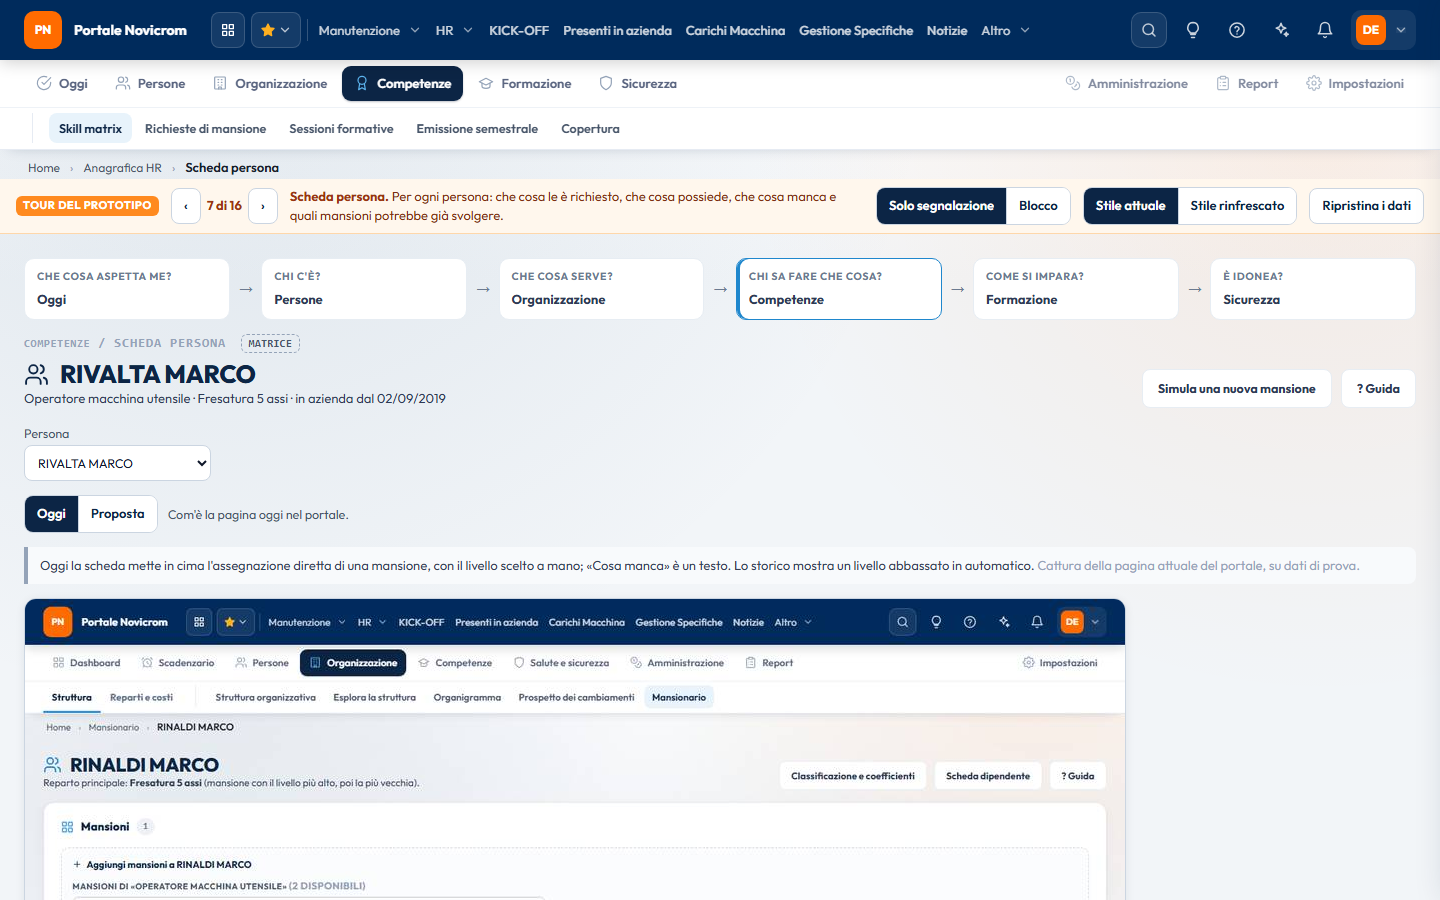 PN Portale Novicrom Manutenzione HR KICK-OFF Presenti in azienda Carichi Macchina Gestione Specifiche Notizie Altro DE
Oggi Persone Organizzazione Competenze Formazione Sicurezza Amministrazione Report Impostazioni
Skill matrix Richieste di mansione Sessioni formative Emissione semestrale Copertura
Home › Anagrafica HR › Scheda persona
TOUR DEL PROTOTIPO ‹ 7 di 16 › Scheda persona. Per ogni persona: che cosa le è richiesto, che cosa possiede, che cosa manca e
quali mansioni potrebbe già svolgere.
Solo segnalazione Blocco Stile attuale Stile rinfrescato Ripristina i dati
CHE COSA ASPETTA ME? CHI C'È? CHE COSA SERVE? CHI SA FARE CHE COSA? COME SI IMPARA? È IDONEA?
Oggi → Persone → Organizzazione → Competenze → Formazione → Sicurezza
COMPETENZE / SCHEDA PERSONA MATRICE
RIVALTA MARCO
Operatore macchina utensile · Fresatura 5 assi · in azienda dal 02/09/2019
Simula una nuova mansione ? Guida
Persona
RIVALTA MARCO
Oggi Proposta Com'è la pagina oggi nel portale.
Oggi la scheda mette in cima l'assegnazione diretta di una mansione, con il livello scelto a mano; «Cosa manca» è un testo. Lo storico mostra un livello abbassato in automatico. Cattura della pagina attuale del portale, su dati di prova.
PN Portale Novicrom Manutenzione HR KICK-OFF Presenti in azienda Carichi Macchina Gestione Specifiche Notizie Altro DE
Dashboard Scadenzario Persone Organizzazione Competenze Salute e sicurezza Amministrazione Report Impostazioni
Struttura Reparti e costi Struttura organizzativa Esplora la struttura Organigramma Prospetto dei cambiamenti Mansionario
Home › Mansionario › RINALDI MARCO
RINALDI MARCO
Reparto principale: Fresatura 5 assi (mansione con il livello più alto, poi la più vecchia).
Classificazione e coefficienti Scheda dipendente ? Guida
Mansioni 1
+ Aggiungi mansioni a RINALDI MARCO
MANSIONI DI «OPERATORE MACCHINA UTENSILE» (2 DISPONIBILI)